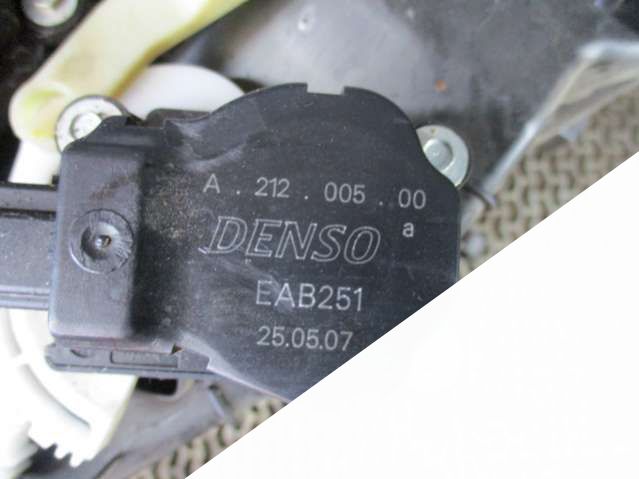 A . 212 . 005 . 00
a
DENSO
EAB251
25.05.07